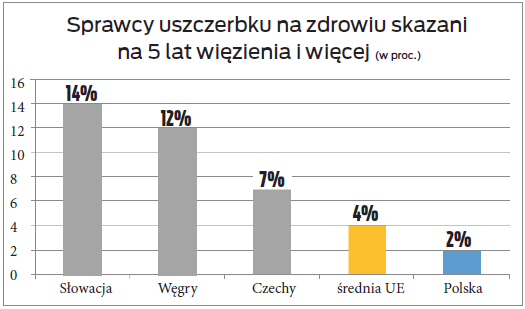 Sprawcy uszczerbku na zdrowiu skazani
na 5 lat więzienia i więcej (w proc.)
16
14
12
10
8
6
4
2
0
14%
12%
7%
4%
2%
Słowacja
Węgry
Czechy
średnia UE
Polska